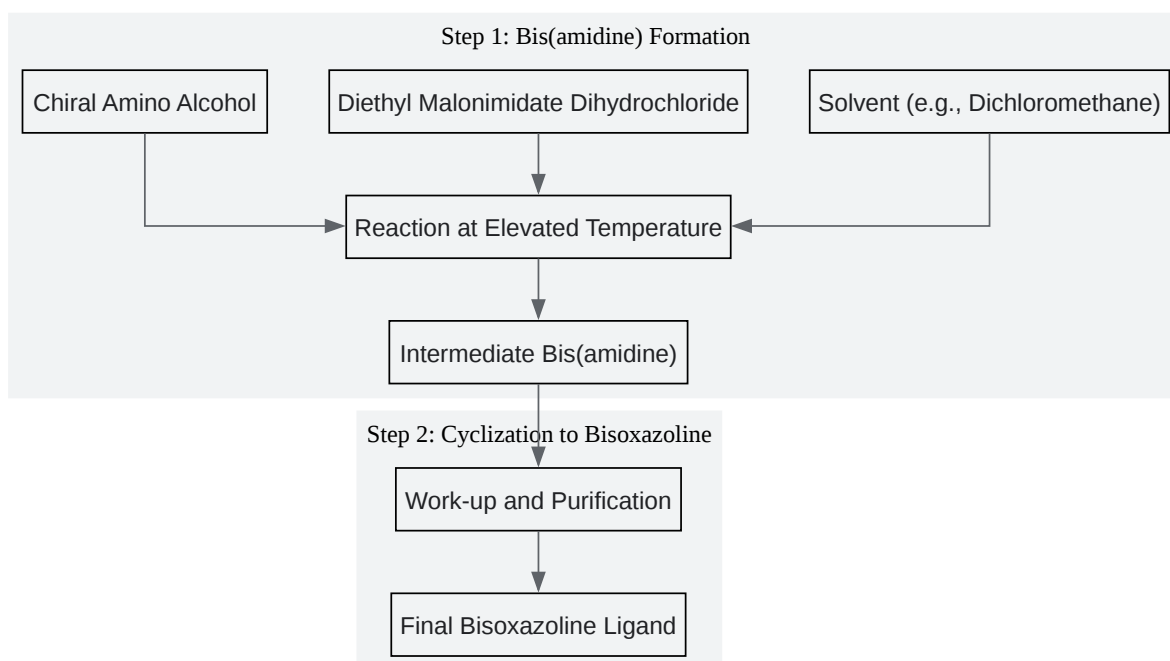 Step 1: Bis(amidine) Formation
Chiral Amino Alcohol
Diethyl Malonimidate Dihydrochloride
Solvent (e.g., Dichloromethane)
Reaction at Elevated Temperature
Intermediate Bis(amidine)
Step 2: Cyclization to Bisoxazoline
Work-up and Purification
Final Bisoxazoline Ligand